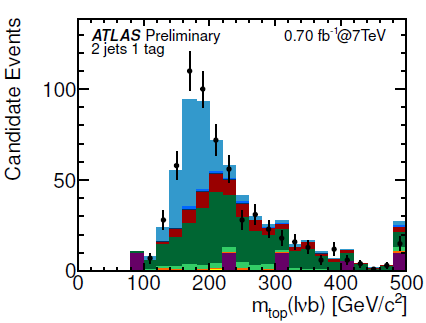 ATLAS Preliminary 0.70 fb⁻¹@7TeV
2 jets 1 tag
Candidate Events
100
50
0
0 100 200 300 400 500
m_top(lνb) [GeV/c²]